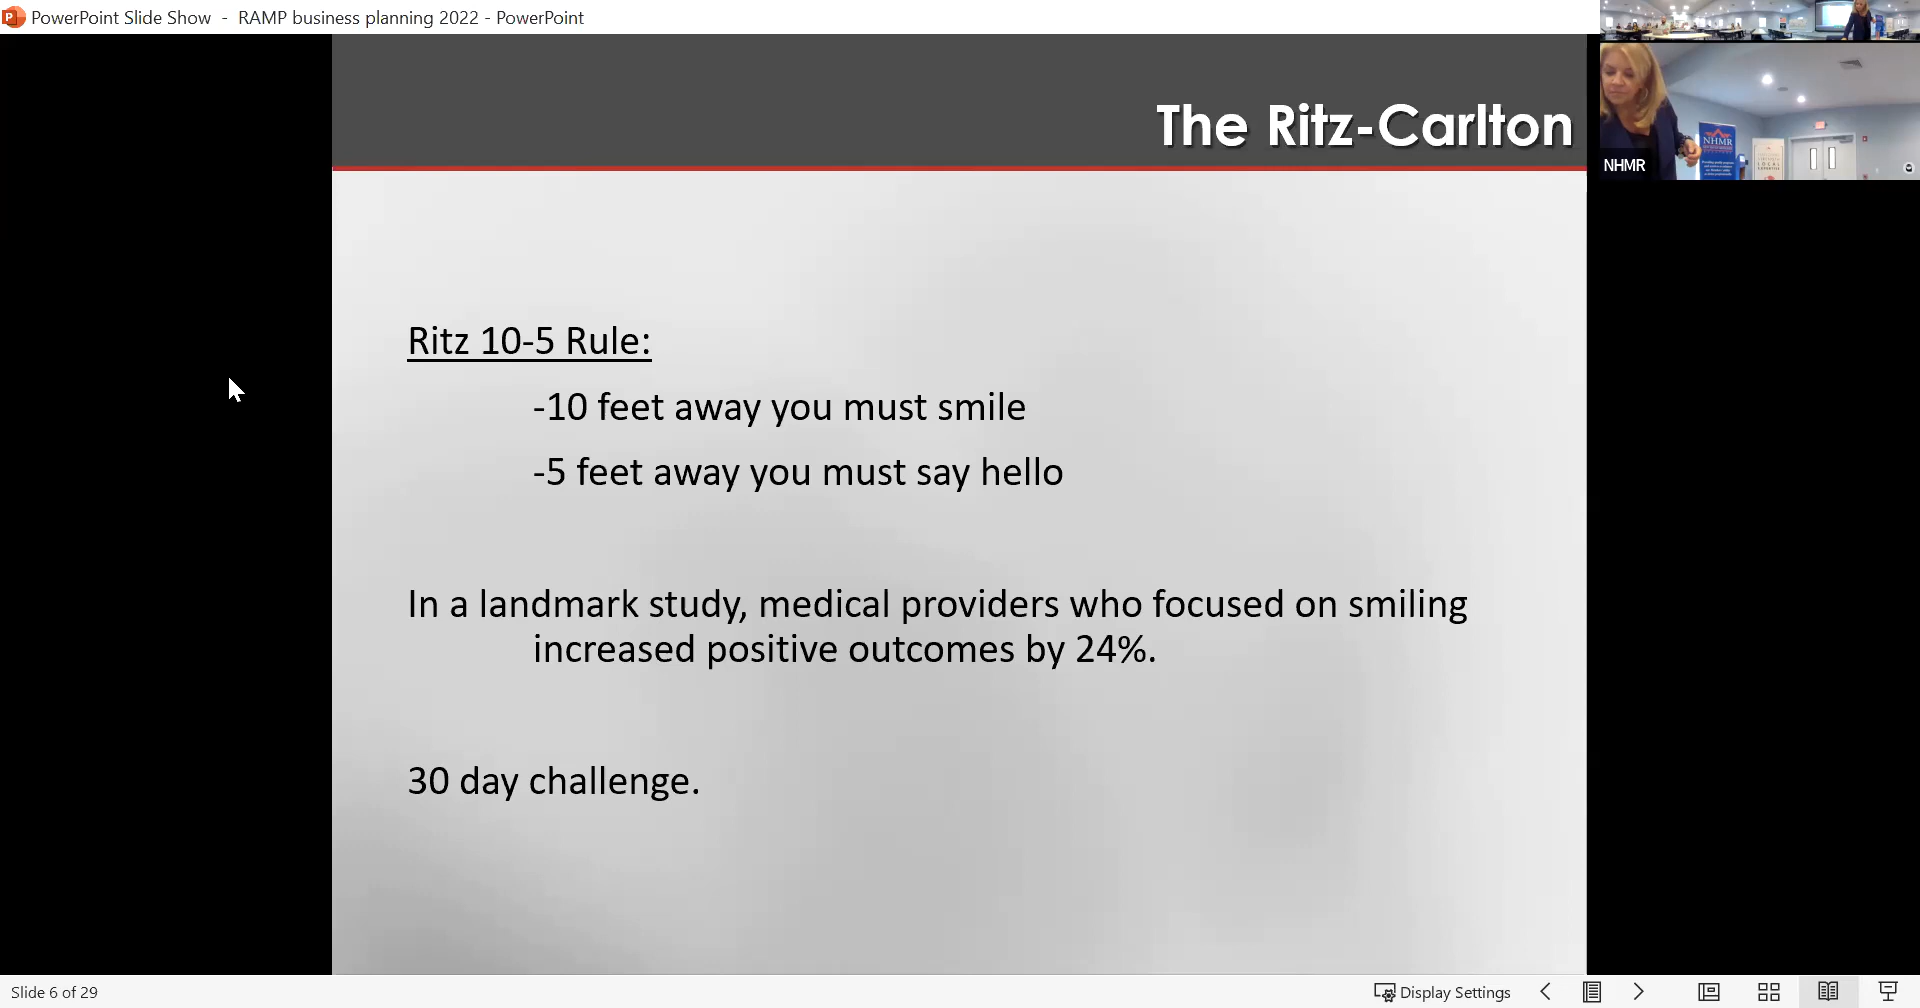 PowerPoint Slide Show - RAMP business planning 2022 - PowerPoint
The Ritz-Carlton
NHMR
NHMR
Ritz 10-5 Rule:
-10 feet away you must smile
-5 feet away you must say hello
In a landmark study, medical providers who focused on smiling
increased positive outcomes by 24%.
30 day challenge.
Slide 6 of 29
Display Settings